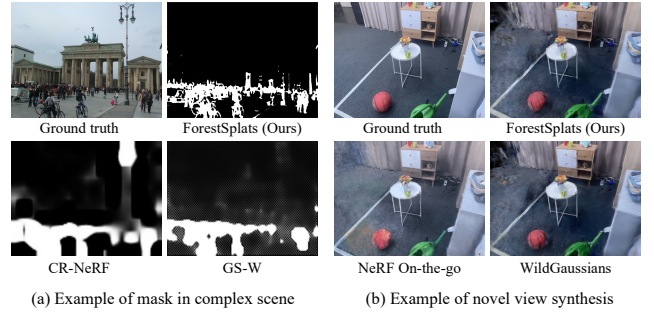 Ground truth
ForestSplats (Ours)
Ground truth
ForestSplats (Ours)
CR-NeRF
GS-W
NeRF On-the-go
WildGaussians
(a) Example of mask in complex scene
(b) Example of novel view synthesis